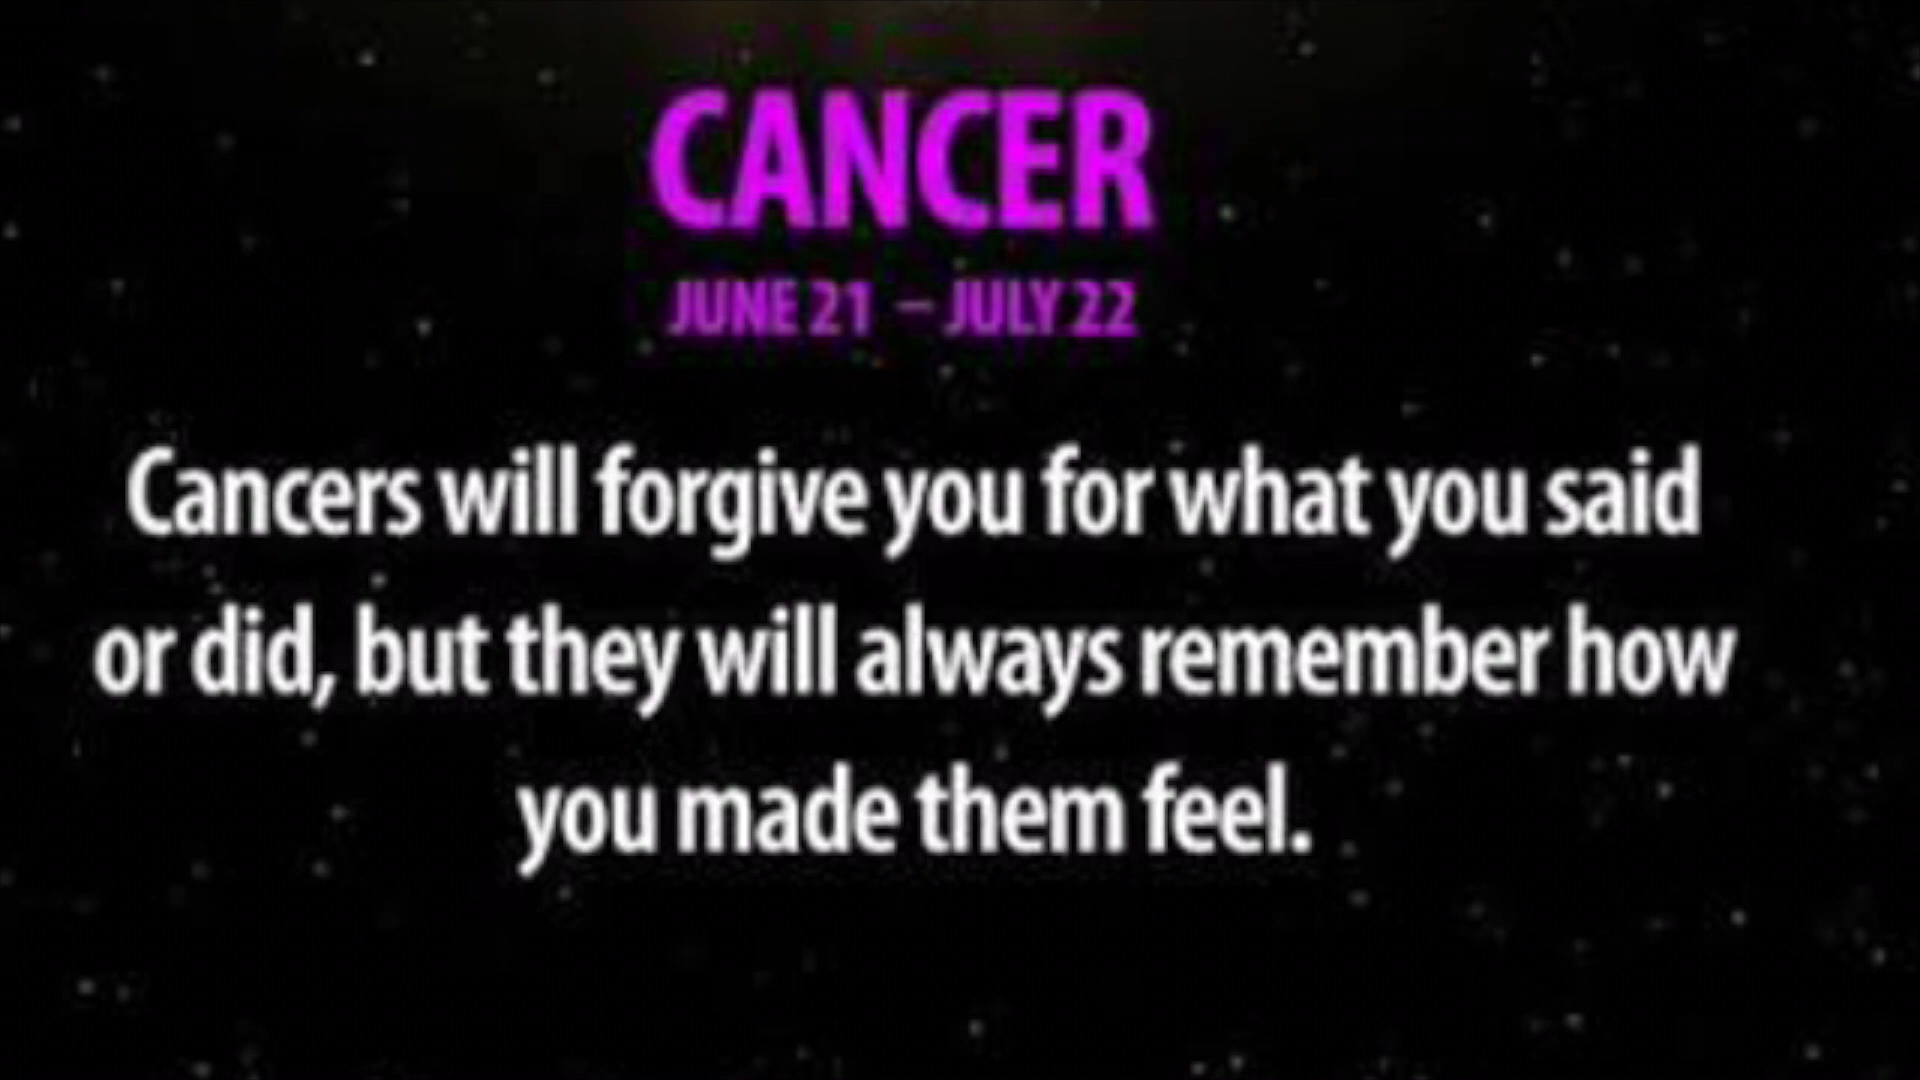 CANCER
JUNE 21 – JULY 22
Cancers will forgive you for what you said
or did, but they will always remember how
you made them feel.